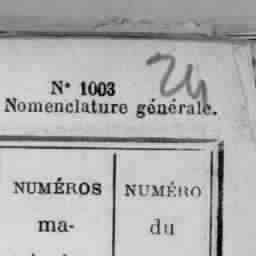 N° 1003
24
Nomenclature générale.
NUMÉROS NUMÉRO
ma- du